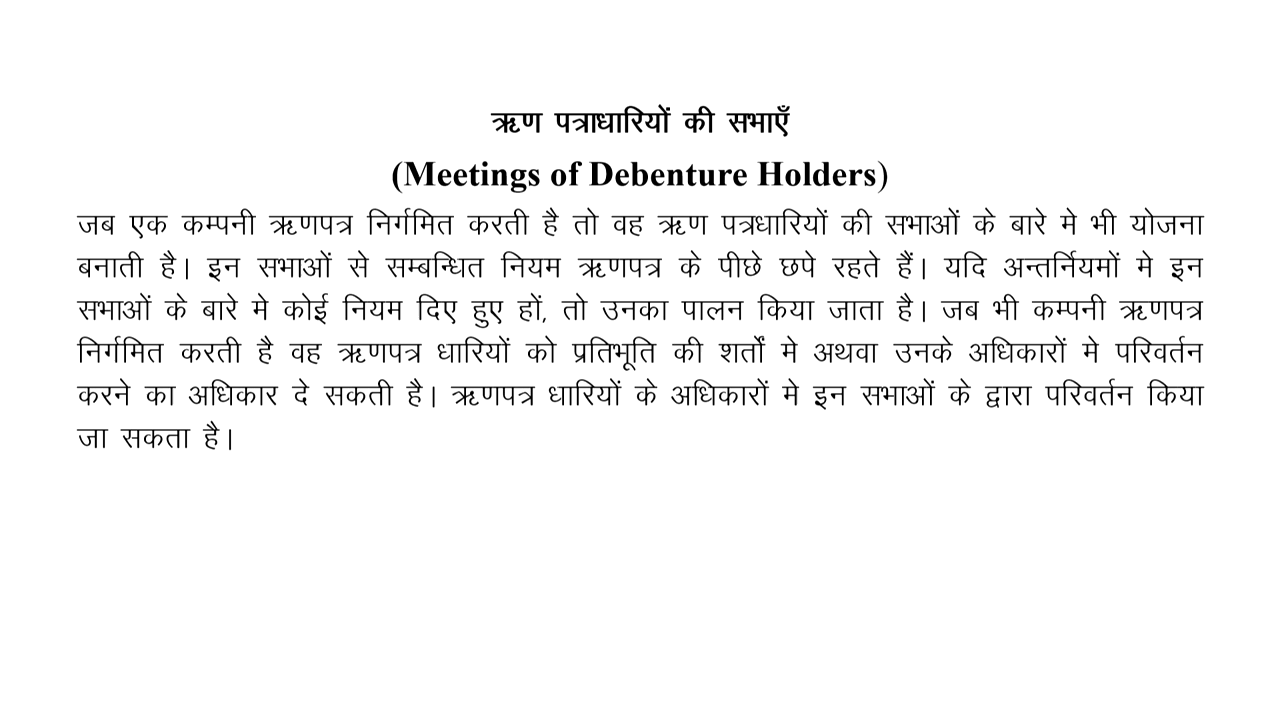 ऋण पत्राधारियों की सभाएँ
(Meetings of Debenture Holders)
जब एक कम्पनी ऋणपत्र निर्गमित करती है तो वह ऋण पत्रधारियों की सभाओं के बारे मे भी योजना
बनाती है। इन सभाओं से सम्बन्धित नियम ऋणपत्र के पीछे छपे रहते हैं। यदि अन्तर्नियमों मे इन
सभाओं के बारे मे कोई नियम दिए हुए हों, तो उनका पालन किया जाता है। जब भी कम्पनी ऋणपत्र
निर्गमित करती है वह ऋणपत्र धारियों को प्रतिभूति की शर्तों मे अथवा उनके अधिकारों मे परिवर्तन
करने का अधिकार दे सकती है। ऋणपत्र धारियों के अधिकारों मे इन सभाओं के द्वारा परिवर्तन किया
जा सकता है।